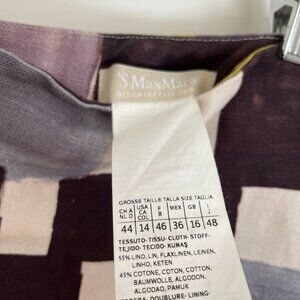 'S MaxMara
GROSSE TAILLE TALLA SIZE TAGLIA
CH A NL D USA CA COL F B MEX GB I J
44 14 46 36 16 48
TESSUTO-TISSU-CLOTH-STOFF-
TEJIDO-TECIDO-KUMAŞ
55% LINO, LIN, FLAXLINEN, LEINEN,
LINHO, KETEN
45% COTONE, COTON, COTTON,
BAUMWOLLE, ALGODON,
ALGODAO, PAMUK
FODERA-DOUBLURE-LINING-